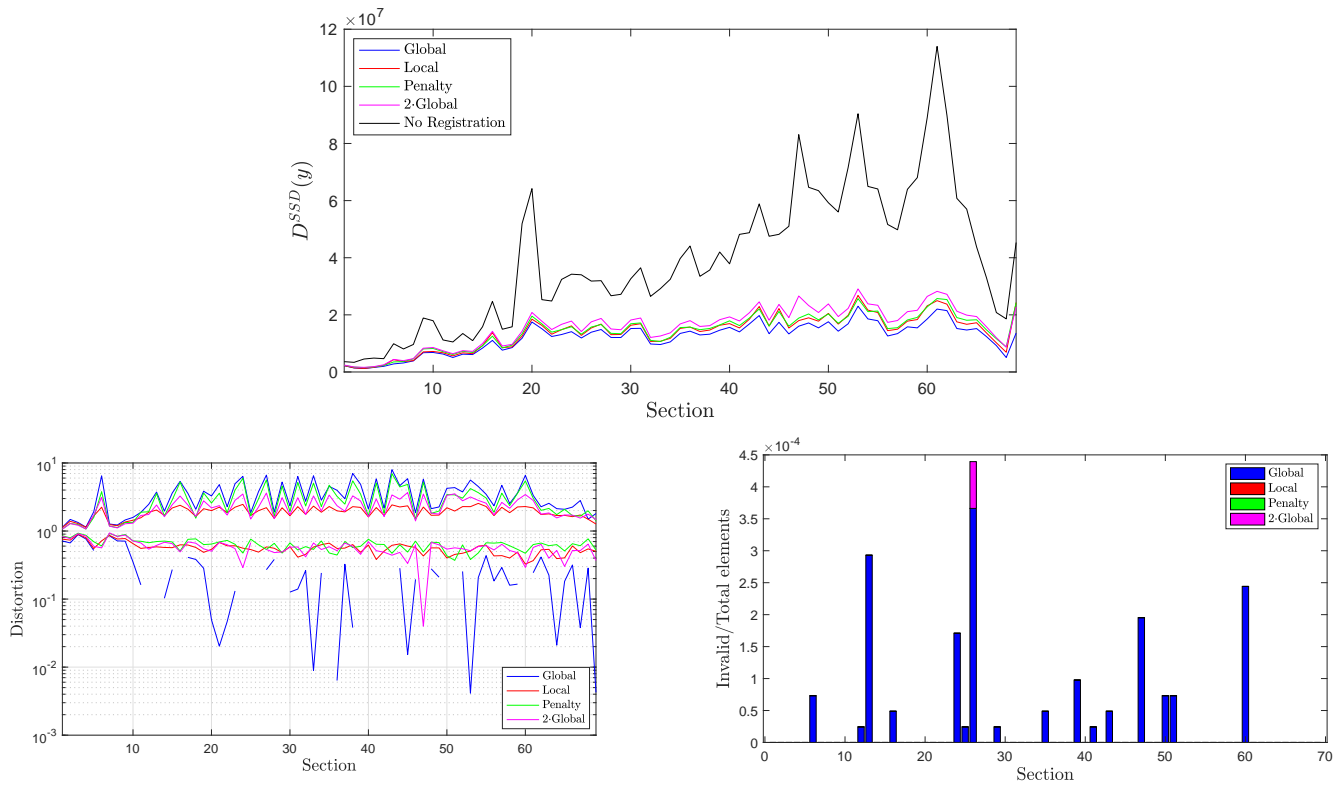 ×10^7
12
10
8
6
4
2
0
D^{SSD}(y)
Global
Local
Penalty
2·Global
No Registration
10 20 30 40 50 60
Section
10^1
10^0
10^-1
10^-2
10^-3
Distortion
Global
Local
Penalty
2·Global
10 20 30 40 50 60
Section
×10^-4
4.5
4
3.5
3
2.5
2
1.5
1
0.5
0
Invalid/Total elements
Global
Local
Penalty
2·Global
0 10 20 30 40 50 60 70
Section